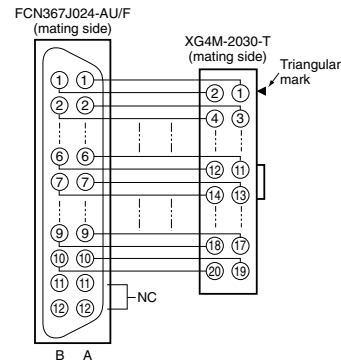 FCN367J024-AU/F
(mating side)
XG4M-2030-T
(mating side)
Triangular
mark
1 1
2 1
2 2
4 3
6 6
12 11
7 7
14 13
9 9
18 17
10 10
20 19
11 11
NC
12 12
B A